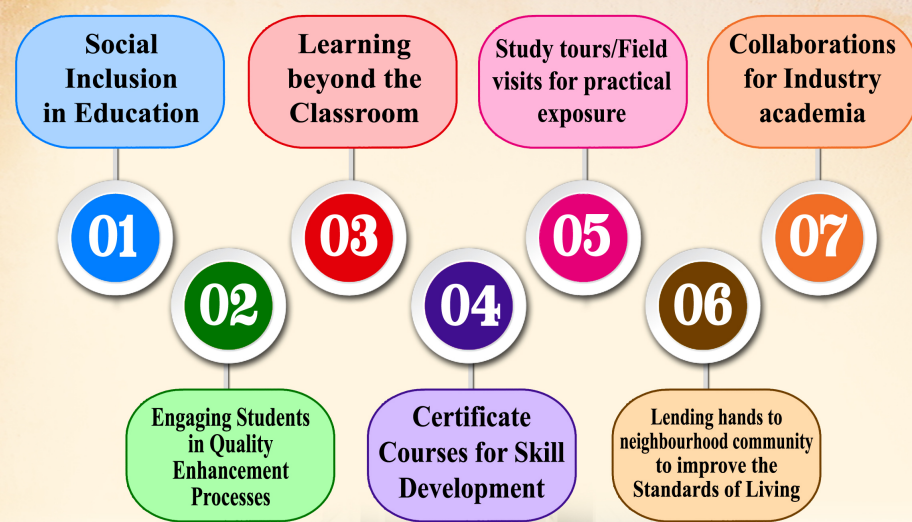 Social
Inclusion
in Education
01
Engaging Students
in Quality
Enhancement
Processes
02
Learning
beyond the
Classroom
03
Certificate
Courses for Skill
Development
04
Study tours/Field
visits for practical
exposure
05
Lending hands to
neighbourhood community
to improve the
Standards of Living
06
Collaborations
for Industry
academia
07